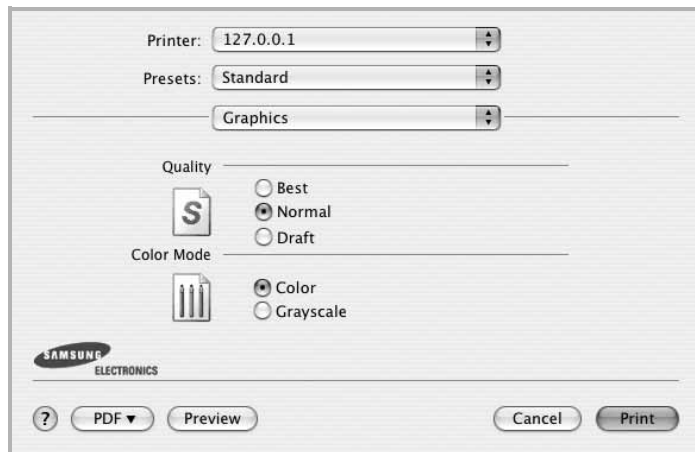 Printer: 127.0.0.1
Presets: Standard
Graphics
Quality
S
Best
Normal
Draft
Color Mode
Color
Grayscale
SAMSUNG
ELECTRONICS
? PDF Preview Cancel Print